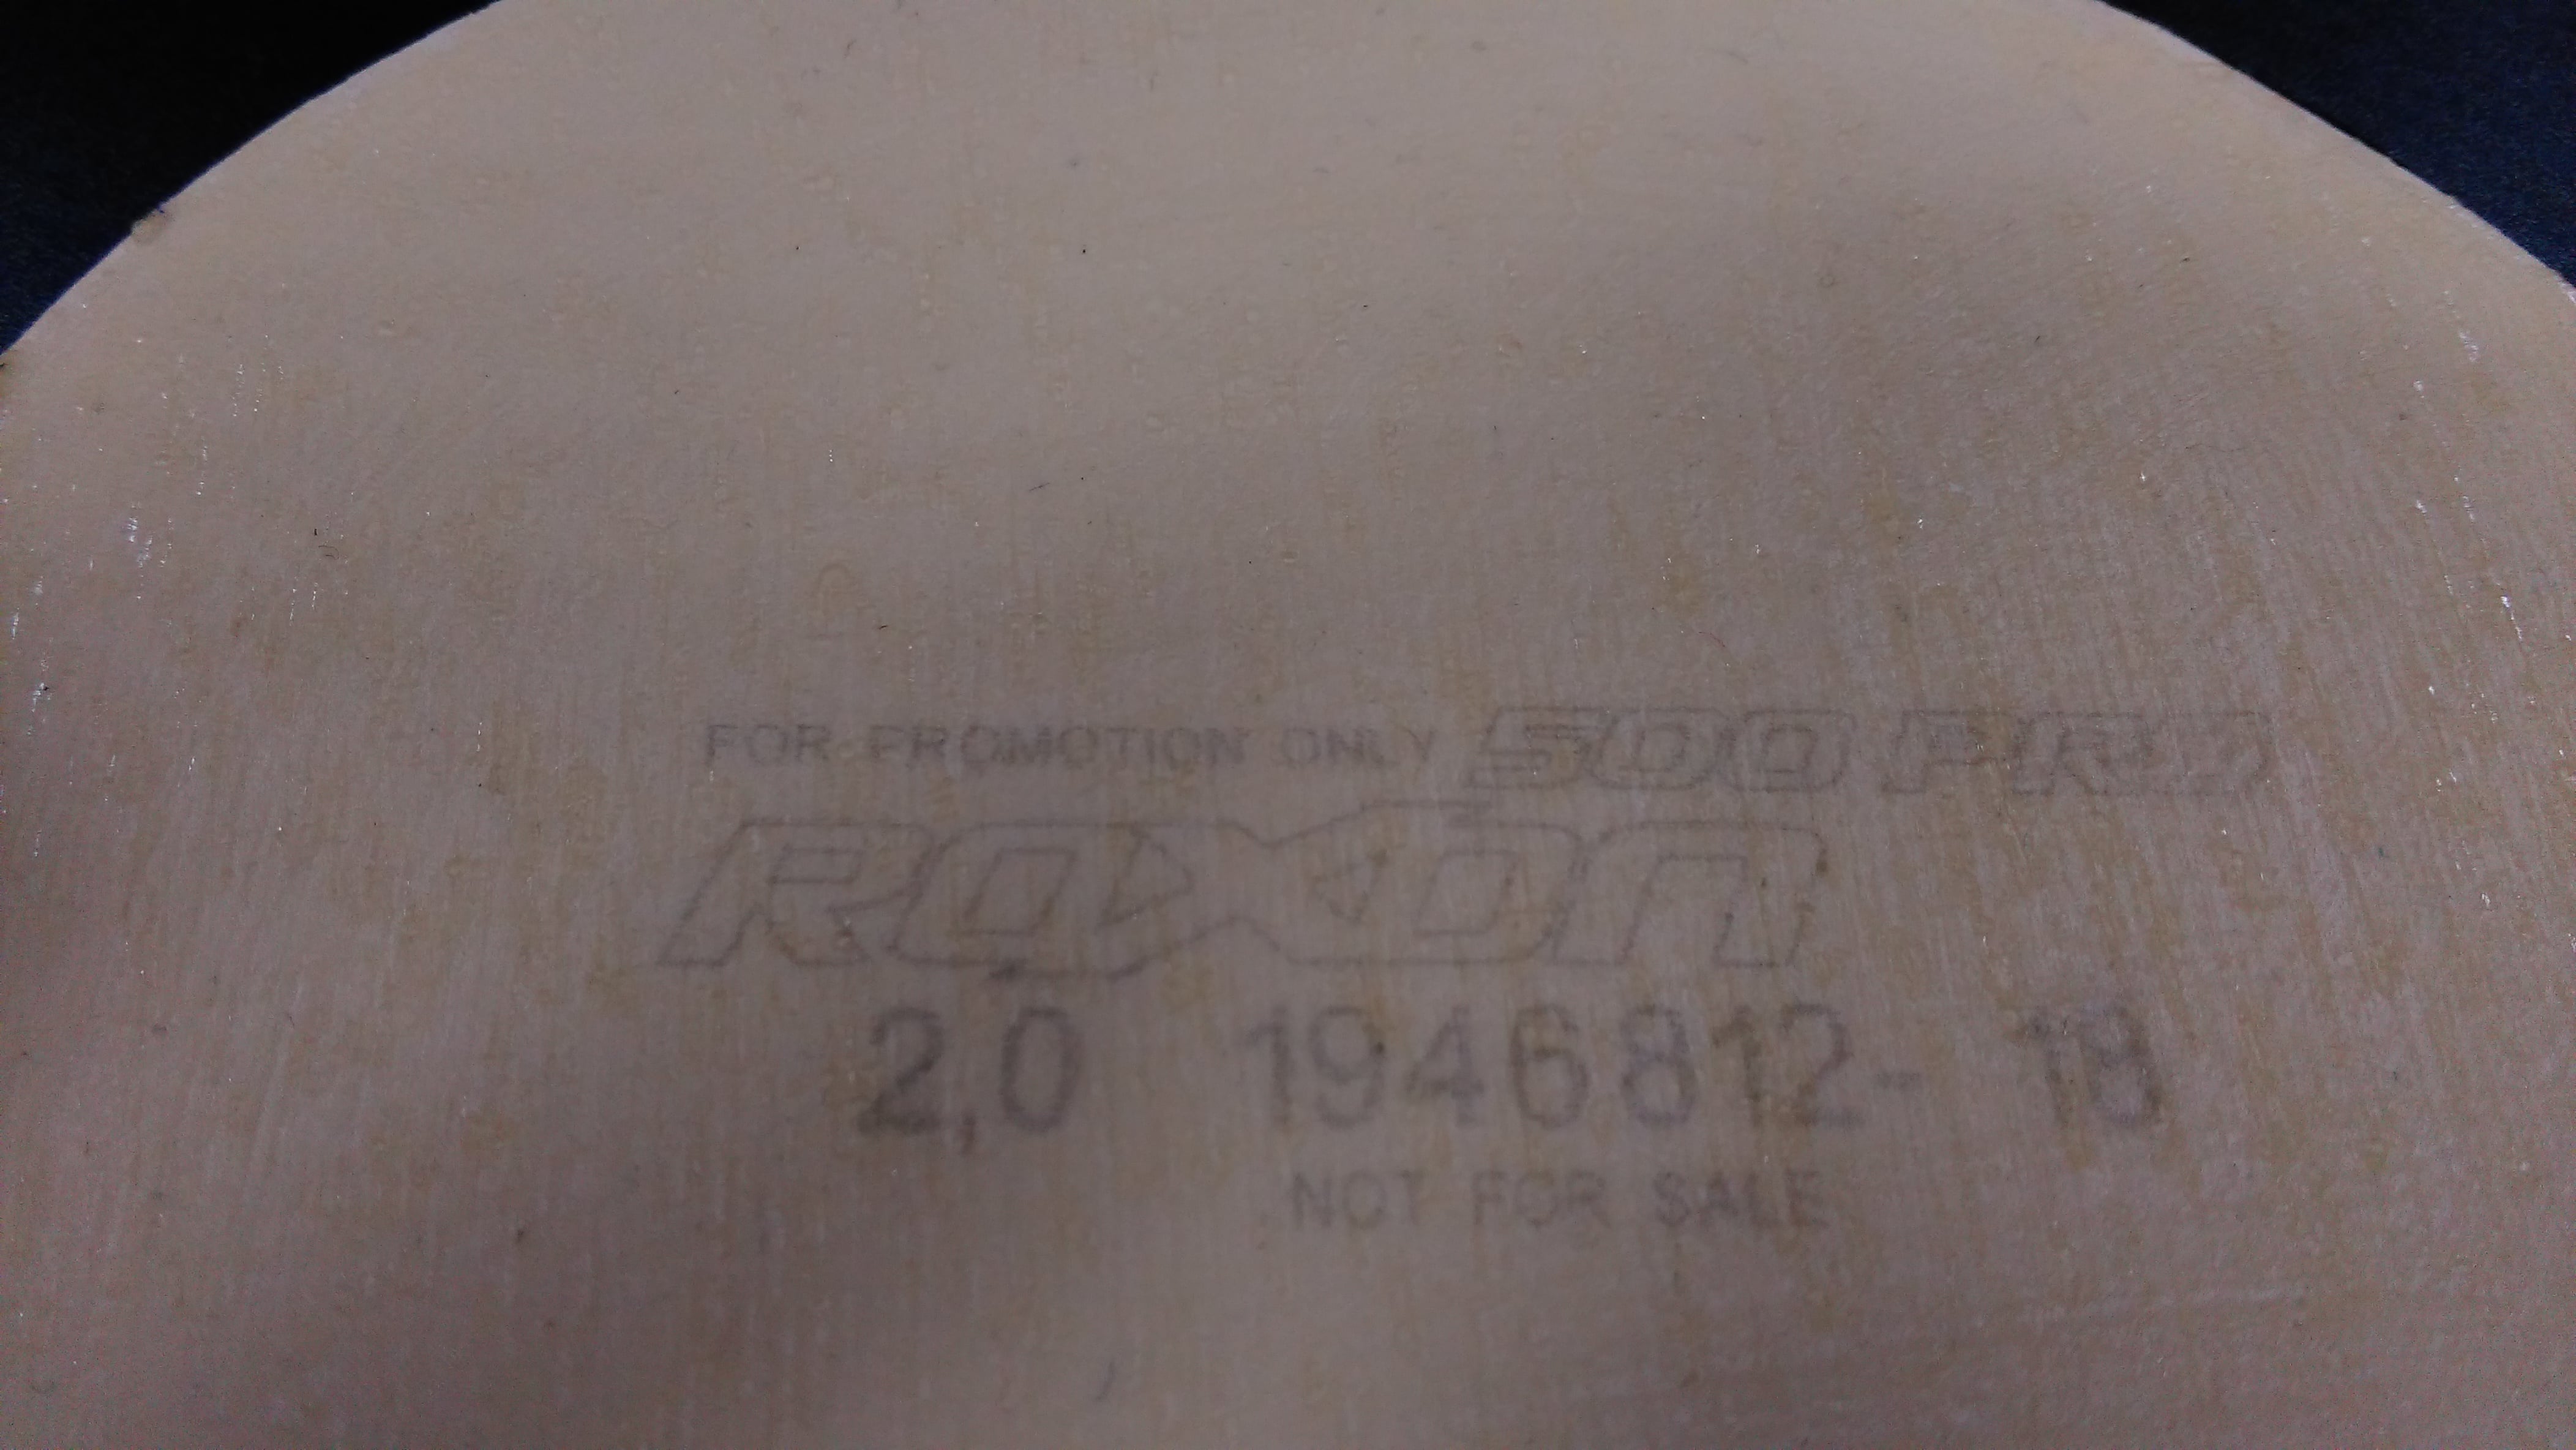 FOR PROMOTION ONLY 500 PRO
ROXON
2,0 1946812- 18
NOT FOR SALE